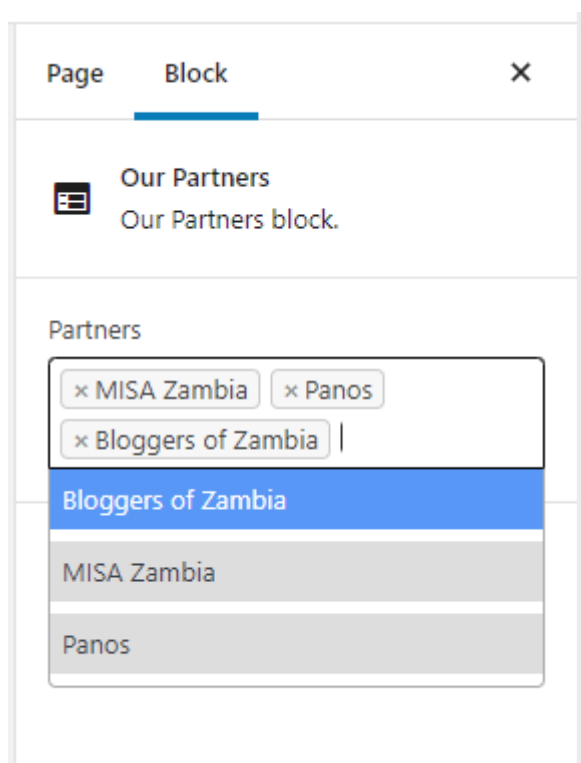 Page Block ×
Our Partners
Our Partners block.
Partners
× MISA Zambia × Panos
× Bloggers of Zambia
Bloggers of Zambia
MISA Zambia
Panos